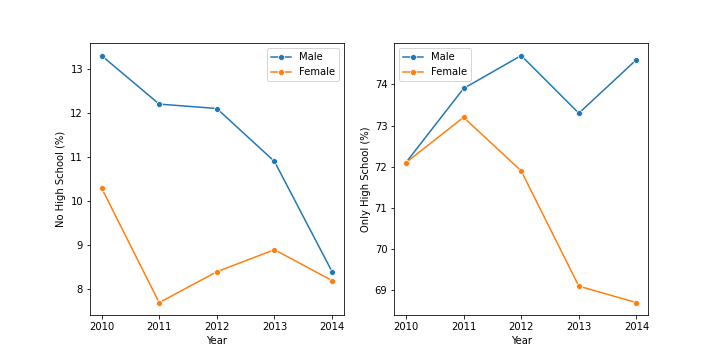 Male
Female
13
12
11
10
9
8
No High School (%)
2010 2011 2012 2013 2014
Year
Male
Female
74
73
72
71
70
69
Only High School (%)
2010 2011 2012 2013 2014
Year